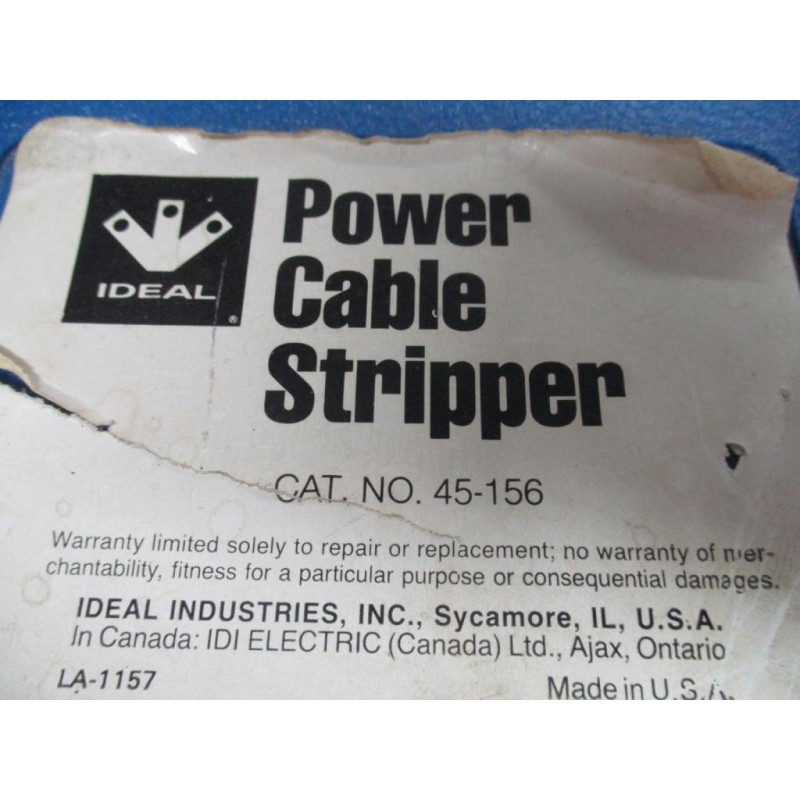 IDEAL®
Power
Cable
Stripper
CAT. NO. 45-156
Warranty limited solely to repair or replacement; no warranty of mer-
chantability, fitness for a particular purpose or consequential damages.
IDEAL INDUSTRIES, INC., Sycamore, IL, U.S.A.
In Canada: IDI ELECTRIC (Canada) Ltd., Ajax, Ontario
LA-1157
Made in U.S.A.